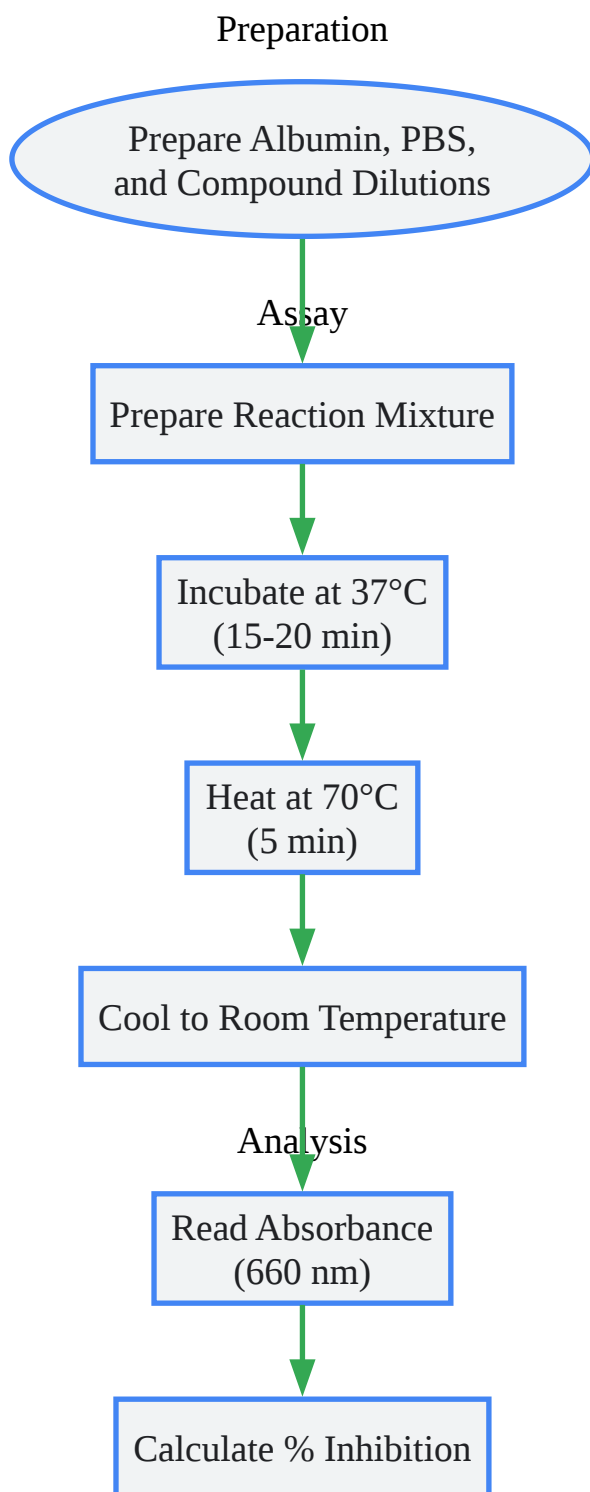 Preparation
Prepare Albumin, PBS,
and Compound Dilutions
Assay
Prepare Reaction Mixture
Incubate at 37°C
(15-20 min)
Heat at 70°C
(5 min)
Cool to Room Temperature
Analysis
Read Absorbance
(660 nm)
Calculate % Inhibition